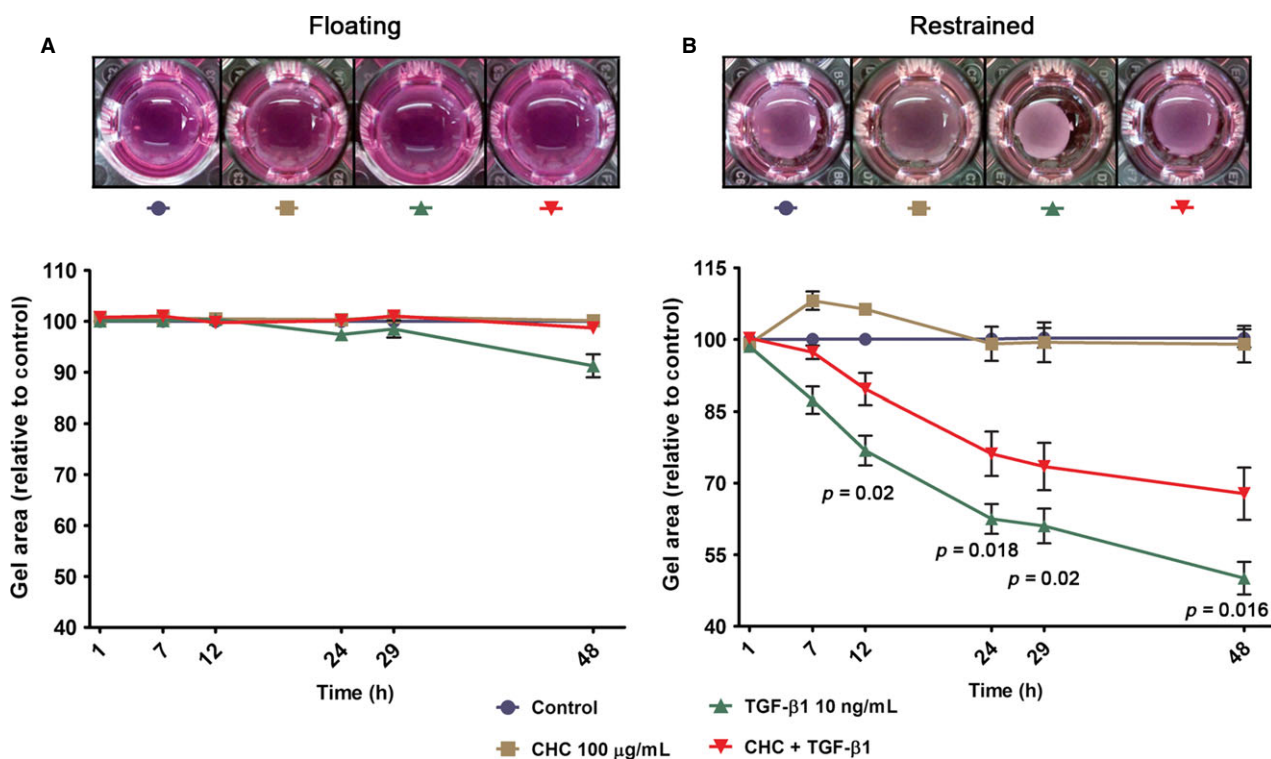 Floating
A
Gel area (relative to control)
110
100
90
80
70
60
50
40
1
7
12
24
29
48
Time (h)
Restrained
B
Gel area (relative to control)
115
100
85
70
55
40
p = 0.02
p = 0.018
p = 0.02
p = 0.016
1
7
12
24
29
48
Time (h)
Control
CHC 100 μg/mL
TGF-β1 10 ng/mL
CHC + TGF-β1